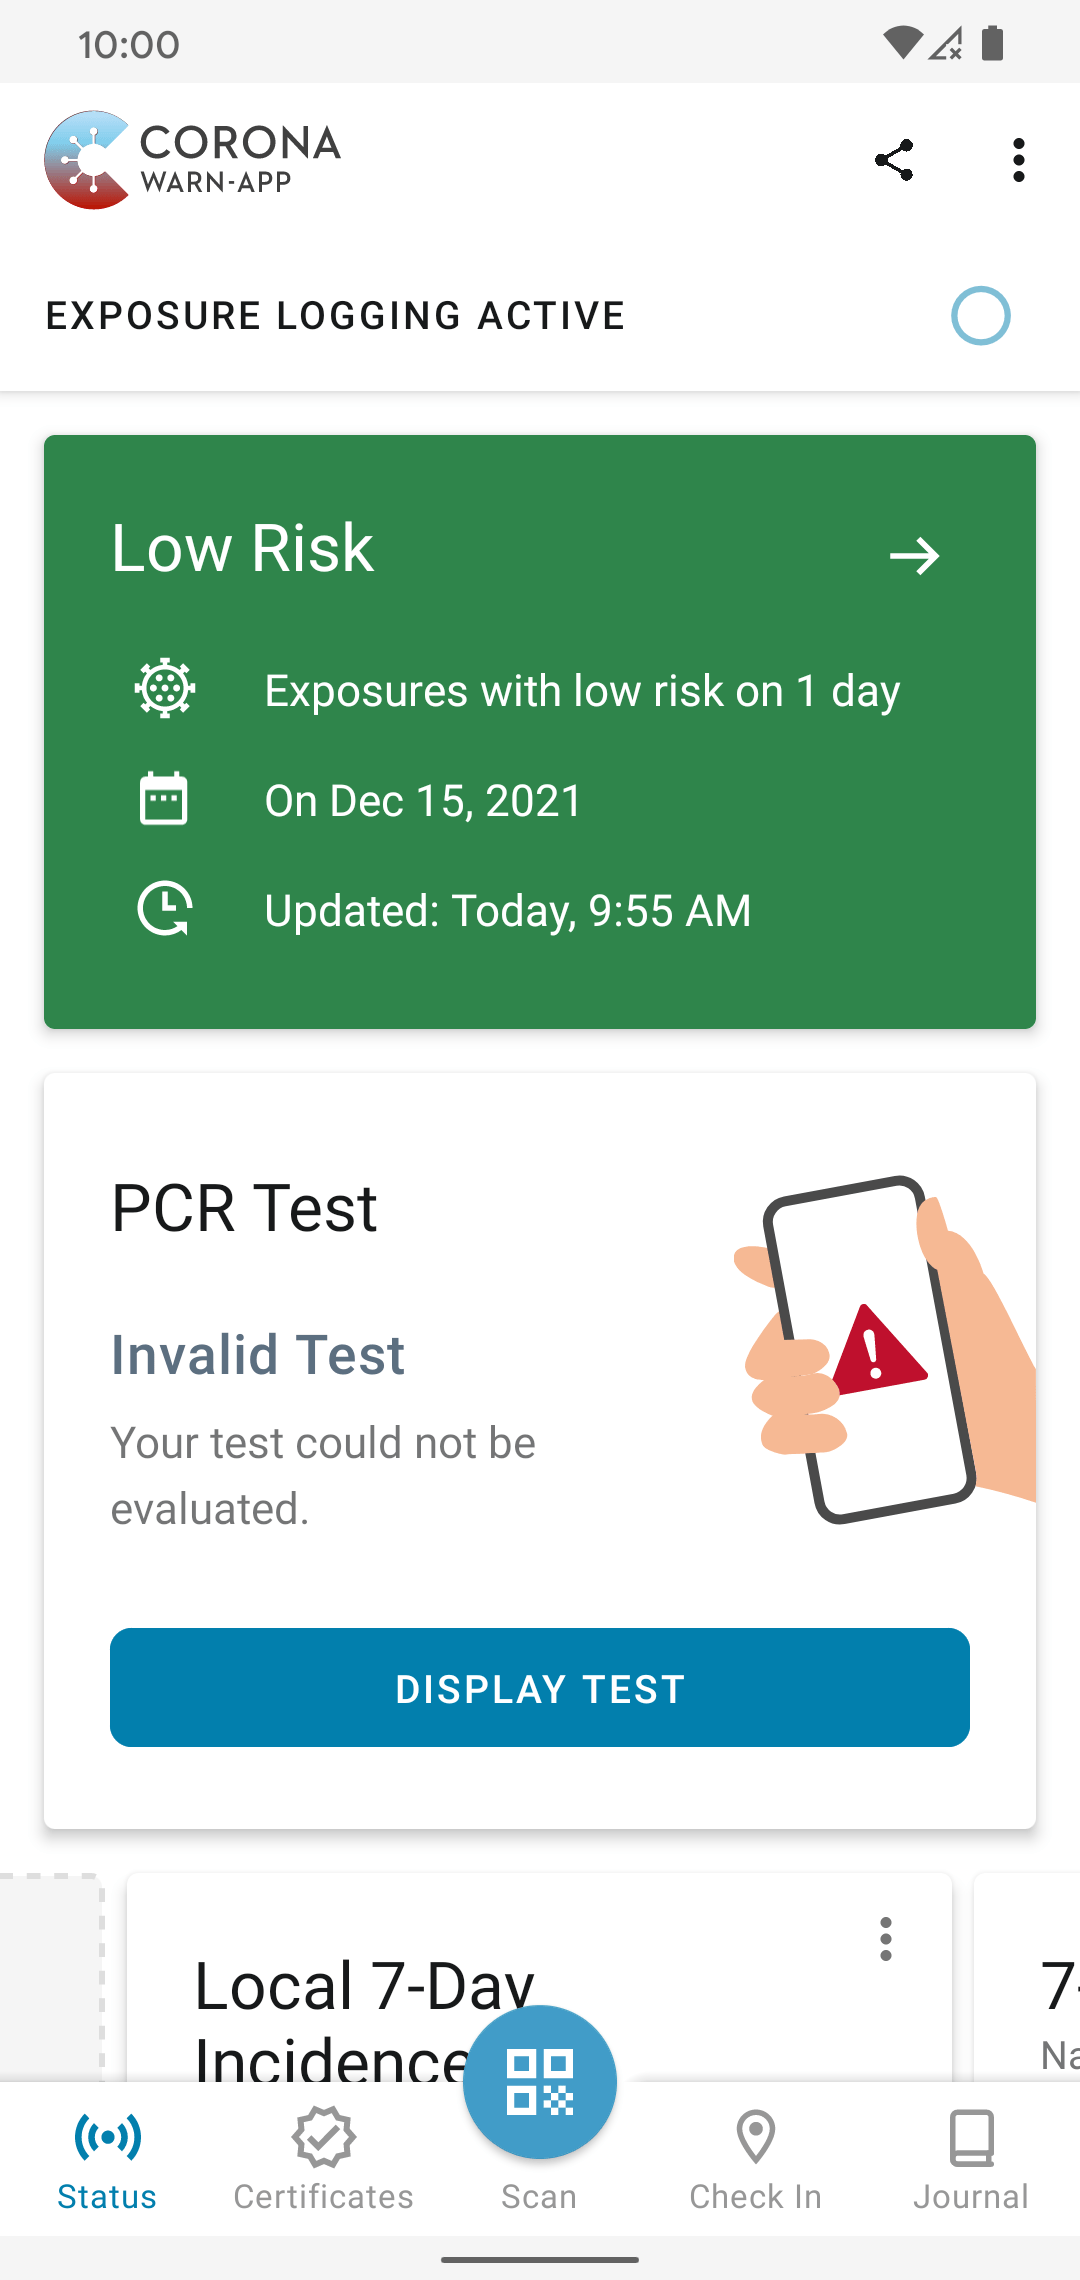 10:00
CORONA
WARN-APP
EXPOSURE LOGGING ACTIVE
Low Risk
Exposures with low risk on 1 day
On Dec 15, 2021
Updated: Today, 9:55 AM
PCR Test
Invalid Test
Your test could not be
evaluated.
DISPLAY TEST
Local 7-Day
Incidence
7-
Na
Status
Certificates
Scan
Check In
Journal